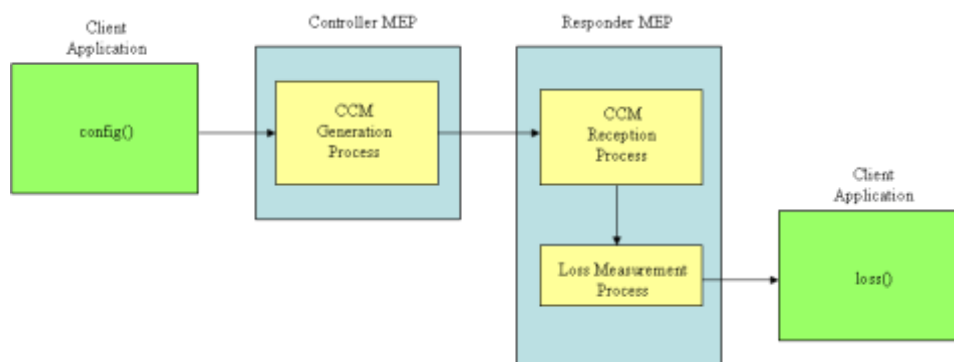 Client
Application
config()
Controller MEP
CCM
Generation
Process
Responder MEP
CCM
Reception
Process
Loss Measurement
Process
Client
Application
loss()